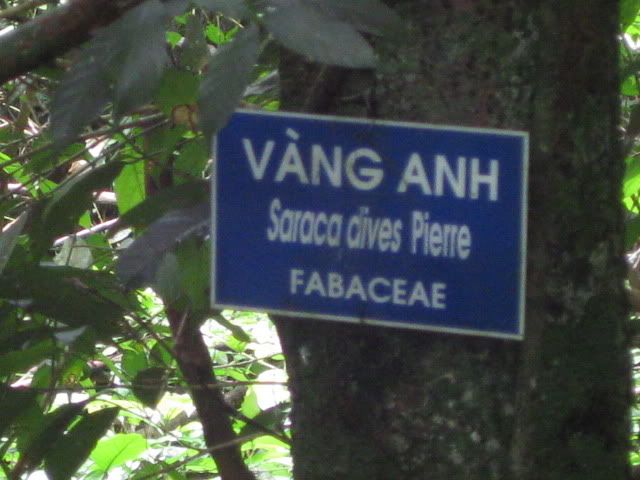 VÀNG ANH
Saraca dives Pierre
FABACEAE